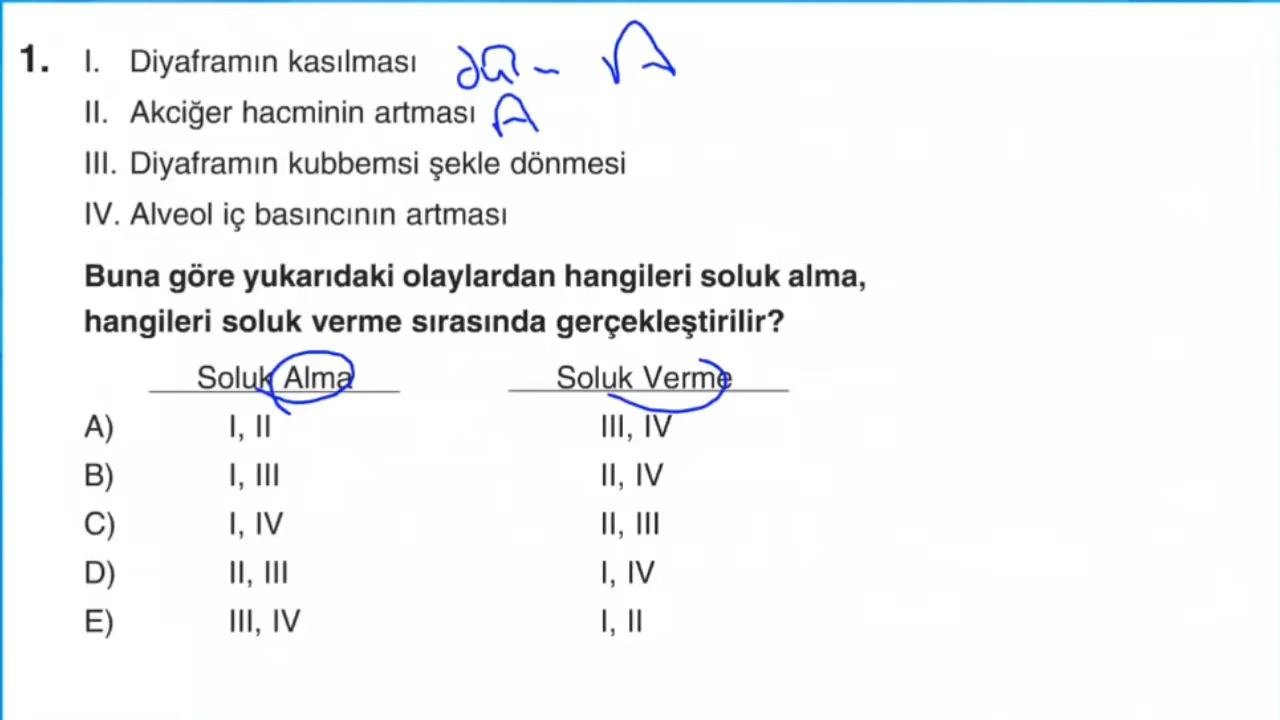 1. I. Diyaframın kasılması dü A
II. Akciğer hacminin artması A
III. Diyaframın kubbemsi şekle dönmesi
IV. Alveol iç basıncının artması
Buna göre yukarıdaki olaylardan hangileri soluk alma,
hangileri soluk verme sırasında gerçekleştirilir?
Soluk Alma Soluk Verme
A) I, II III, IV
B) I, III II, IV
C) I, IV II, III
D) II, III I, IV
E) III, IV I, II